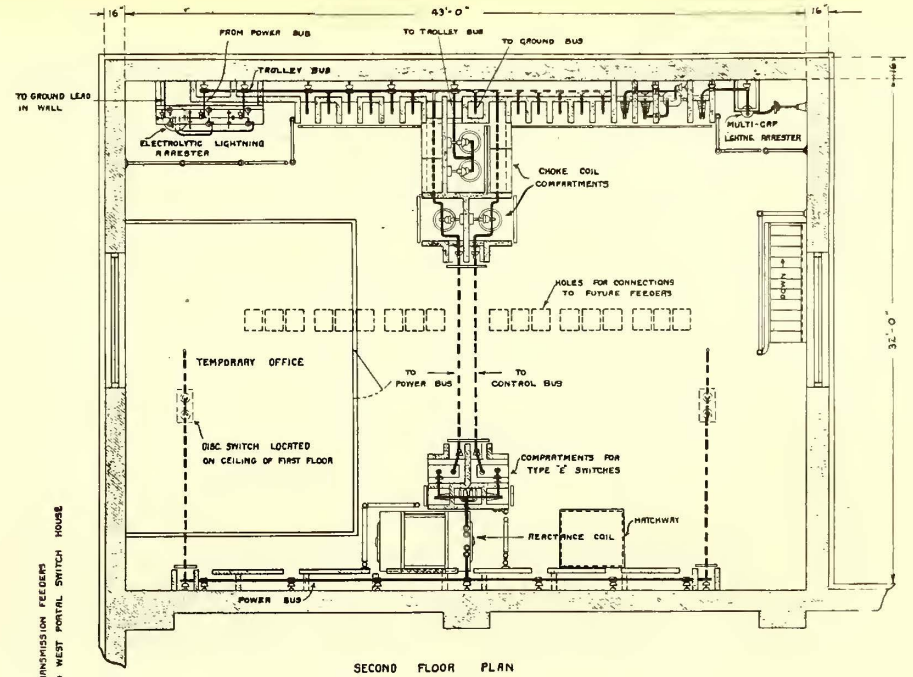 16"
43'-0"
16"
FROM POWER BUS
TO TROLLEY BUS
TO GROUND BUS
TROLLEY BUS
16"
TO GROUND LEAD
IN WALL
ELECTROLYTIC LIGHTNING
ARRESTER
MULTI-GAP
LGHTNG ARRESTER
CHOKE COIL
COMPARTMENTS
DOWN
HOLES FOR CONNECTIONS
TO FUTURE FEEDERS
32'-0"
TEMPORARY OFFICE
TO
POWER BUS
TO
CONTROL BUS
DISC. SWITCH LOCATED
ON CEILING OF FIRST FLOOR
COMPARTMENTS FOR
TYPE "E" SWITCHES
HATCHWAY
REACTANCE COIL
POWER BUS
ANSMISSION FEEDERS
WEST PORTAL SWITCH HOUSE
SECOND FLOOR PLAN